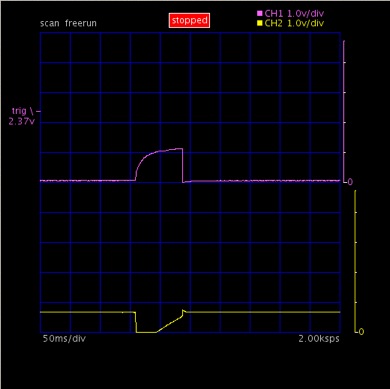 scan freerun
stopped
CH1 1.0v/div
CH2 1.0v/div
trig \
2.37v
0
0
50ms/div
2.00ksps